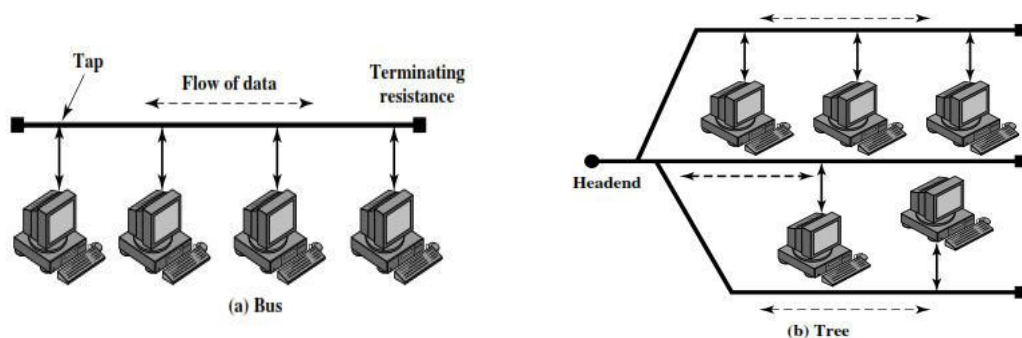 Tap
Flow of data
Terminating
resistance
(a) Bus
Headend
(b) Tree